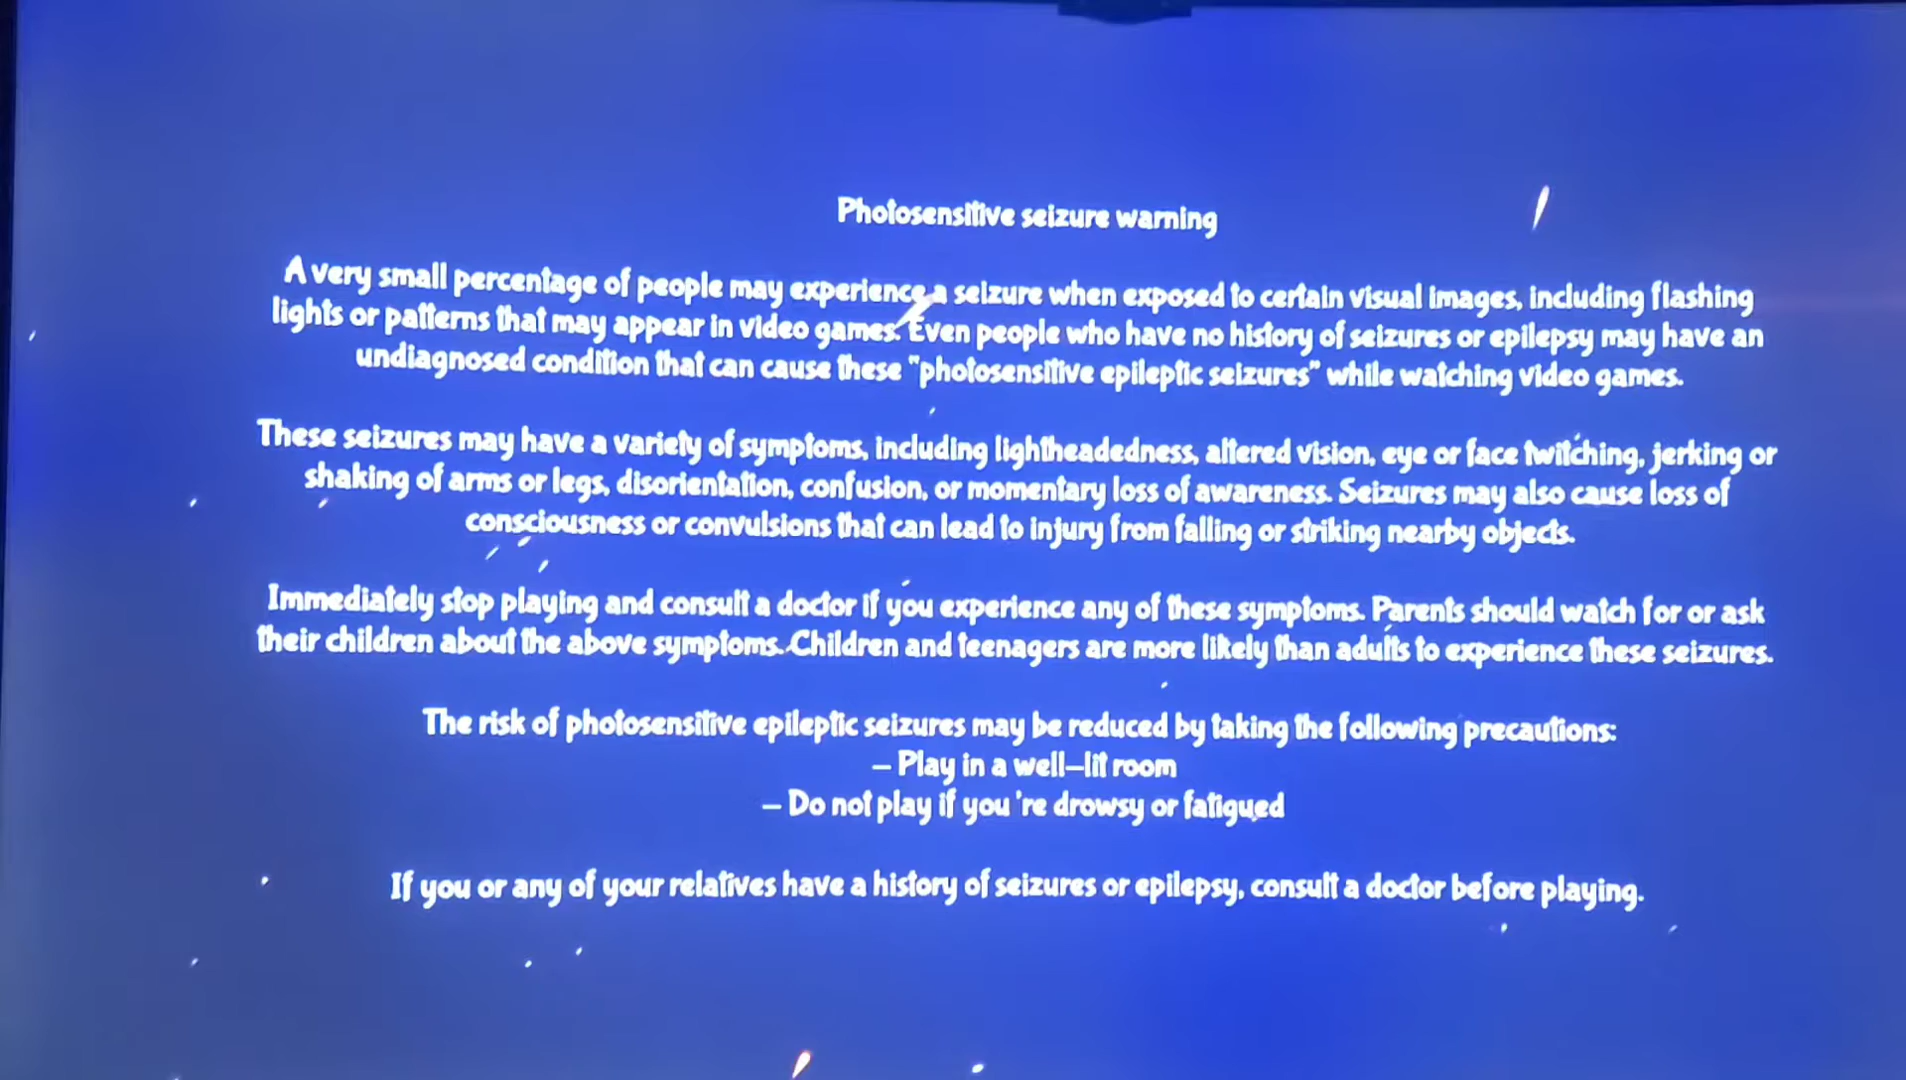 Photosensitive seizure warning
A very small percentage of people may experience a seizure when exposed to certain visual images, including flashing
lights or patterns that may appear in video games. Even people who have no history of seizures or epilepsy may have an
undiagnosed condition that can cause these "photosensitive epileptic seizures" while watching video games.
These seizures may have a variety of symptoms, including lightheadedness, altered vision, eye or face twitching, jerking or
shaking of arms or legs, disorientation, confusion, or momentary loss of awareness. Seizures may also cause loss of
consciousness or convulsions that can lead to injury from falling or striking nearby objects.
Immediately stop playing and consult a doctor if you experience any of these symptoms. Parents should watch for or ask
their children about the above symptoms. Children and teenagers are more likely than adults to experience these seizures.
The risk of photosensitive epileptic seizures may be reduced by taking the following precautions:
– Play in a well–lit room
– Do not play if you're drowsy or fatigued
If you or any of your relatives have a history of seizures or epilepsy, consult a doctor before playing.